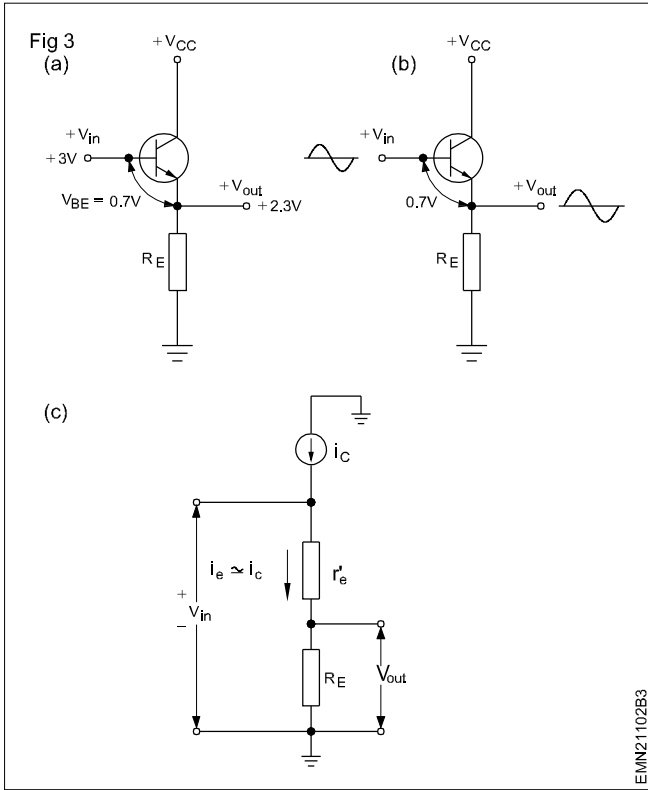 Fig 3
(a)
+ VCC
+ Vin
+ 3V
VBE = 0.7V
+ Vout
+ 2.3V
RE
(b)
+ VCC
+ Vin
0.7V
+ Vout
RE
(c)
iC
ie ≃ ic
r'e
+
Vin
−
RE
Vout
EMN21102B3